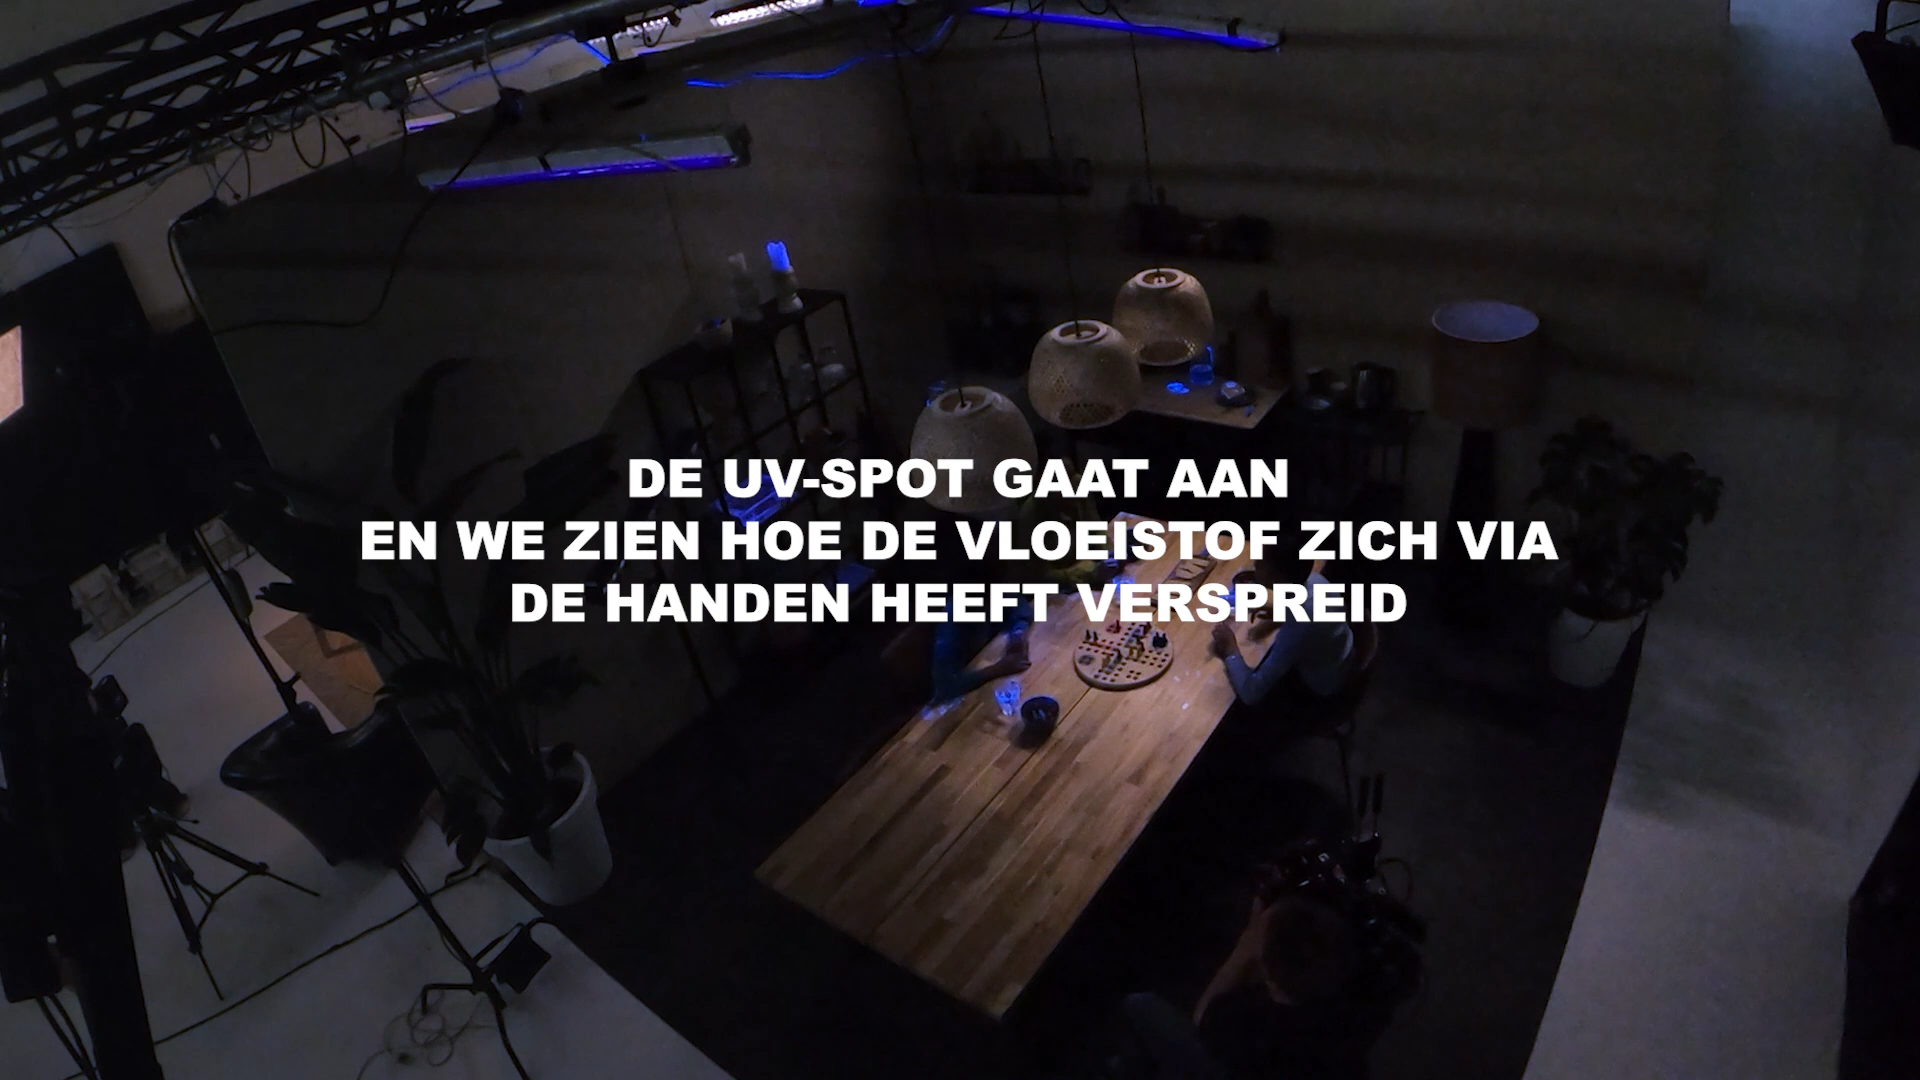 DE UV-SPOT GAAT AAN
EN WE ZIEN HOE DE VLOEISTOF ZICH VIA
DE HANDEN HEEFT VERSPREID